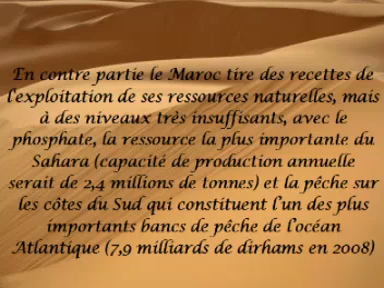 En contre partie le Maroc tire des recettes de
l'exploitation de ses ressources naturelles, mais
à des niveaux très insuffisants, avec le
phosphate, la ressource la plus importante du
Sahara (capacité de production annuelle
serait de 2,4 millions de tonnes) et la pêche sur
les côtes du Sud qui constituent l'un des plus
importants bancs de pêche de l'océan
Atlantique (7,9 milliards de dirhams en 2008)